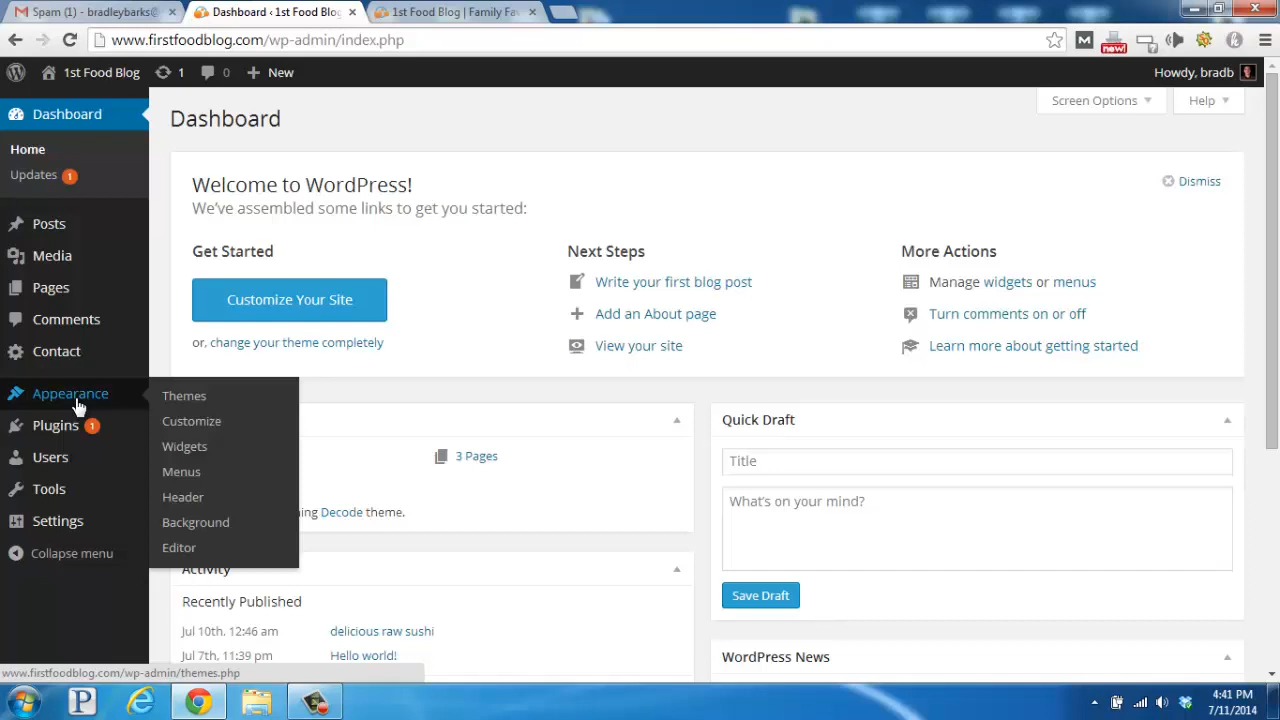 Spam (1) - bradleybarks@
Dashboard ‹ 1st Food Blog
1st Food Blog | Family Fa
www.firstfoodblog.com/wp-admin/index.php
M
new!
1st Food Blog
1
0
New
Howdy, bradb
Dashboard
Home
Updates 1
Posts
Media
Pages
Comments
Contact
Appearance
Plugins 1
Users
Tools
Settings
Collapse menu
Themes
Customize
Widgets
Menus
Header
Background
Editor
Dashboard
Screen Options
Help
Welcome to WordPress!
We've assembled some links to get you started:
Dismiss
Get Started
Customize Your Site
or, change your theme completely
Next Steps
Write your first blog post
Add an About page
View your site
More Actions
Manage widgets or menus
Turn comments on or off
Learn more about getting started
3 Pages
Decode theme.
Activity
Recently Published
Jul 10th, 12:46 am delicious raw sushi
Jul 7th, 11:39 pm Hello world!
Quick Draft
Title
What's on your mind?
Save Draft
WordPress News
www.firstfoodblog.com/wp-admin/themes.php
P
4:41 PM
7/11/2014